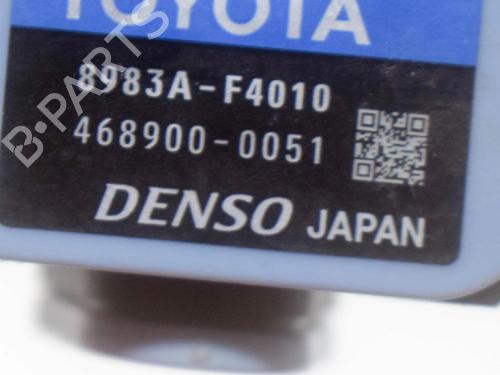 TOYOTA
8983A-F4010
468900-0051
DENSO JAPAN
B-PARTS